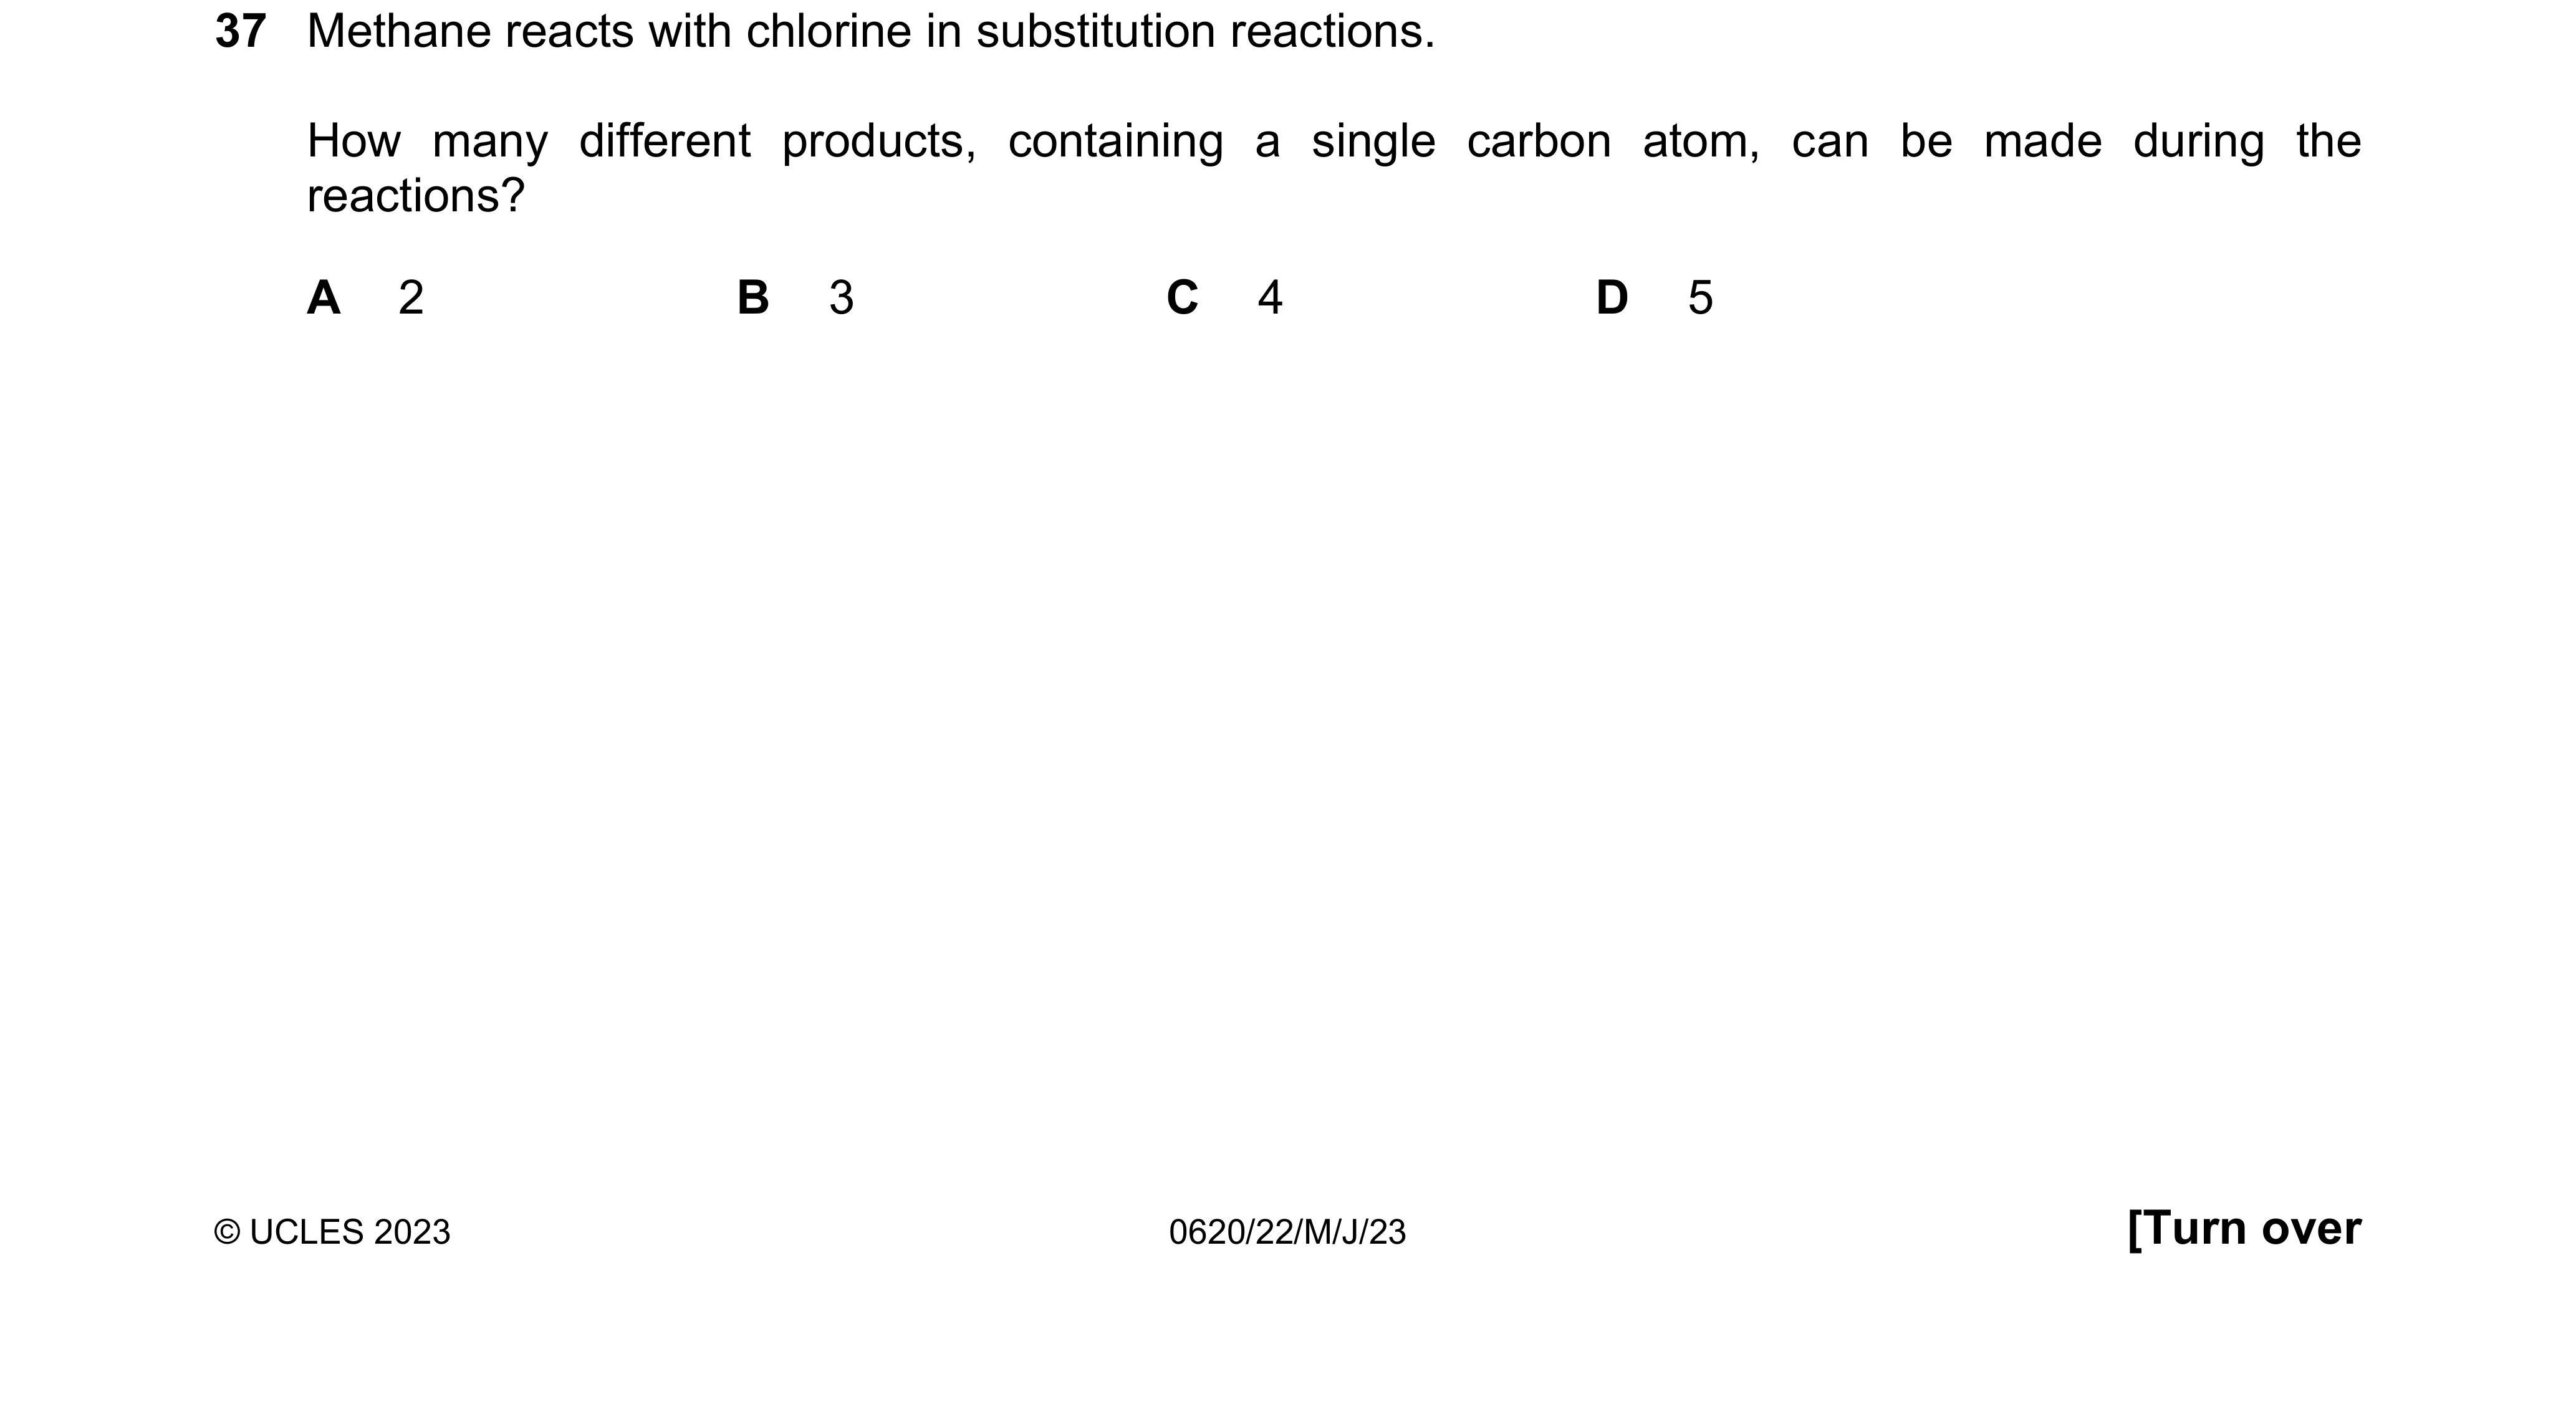 37 Methane reacts with chlorine in substitution reactions.
How many different products, containing a single carbon atom, can be made during the
reactions?
A 2 B 3 C 4 D 5
© UCLES 2023 0620/22/M/J/23 [Turn over